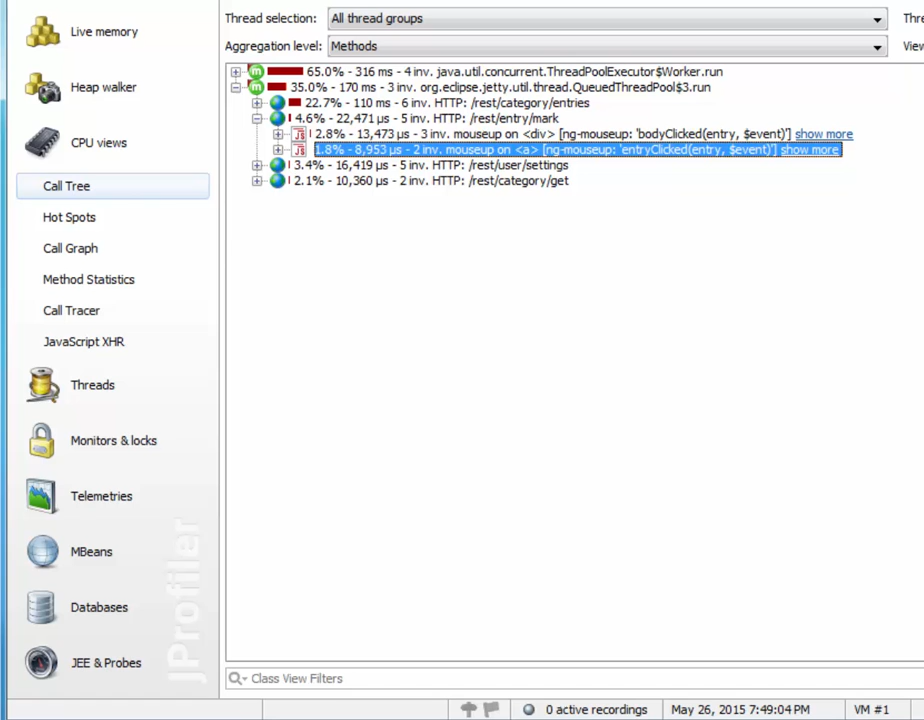 Thread selection: All thread groups
Aggregation level: Methods
Live memory
Heap walker
CPU views
Call Tree
Hot Spots
Call Graph
Method Statistics
Call Tracer
JavaScript XHR
Threads
Monitors & locks
Telemetries
MBeans
Databases
JEE & Probes
JProfiler
65.0% - 316 ms - 4 inv. java.util.concurrent.ThreadPoolExecutor$Worker.run
35.0% - 170 ms - 3 inv. org.eclipse.jetty.util.thread.QueuedThreadPool$3.run
22.7% - 110 ms - 6 inv. HTTP: /rest/category/entries
4.6% - 22,471 µs - 5 inv. HTTP: /rest/entry/mark
2.8% - 13,473 µs - 3 inv. mouseup on <div> [ng-mouseup: 'bodyClicked(entry, $event)'] show more
1.8% - 8,953 µs - 2 inv. mouseup on <a> [ng-mouseup: 'entryClicked(entry, $event)'] show more
3.4% - 16,419 µs - 5 inv. HTTP: /rest/user/settings
2.1% - 10,360 µs - 2 inv. HTTP: /rest/category/get
Class View Filters
0 active recordings
May 26, 2015 7:49:04 PM
VM #1